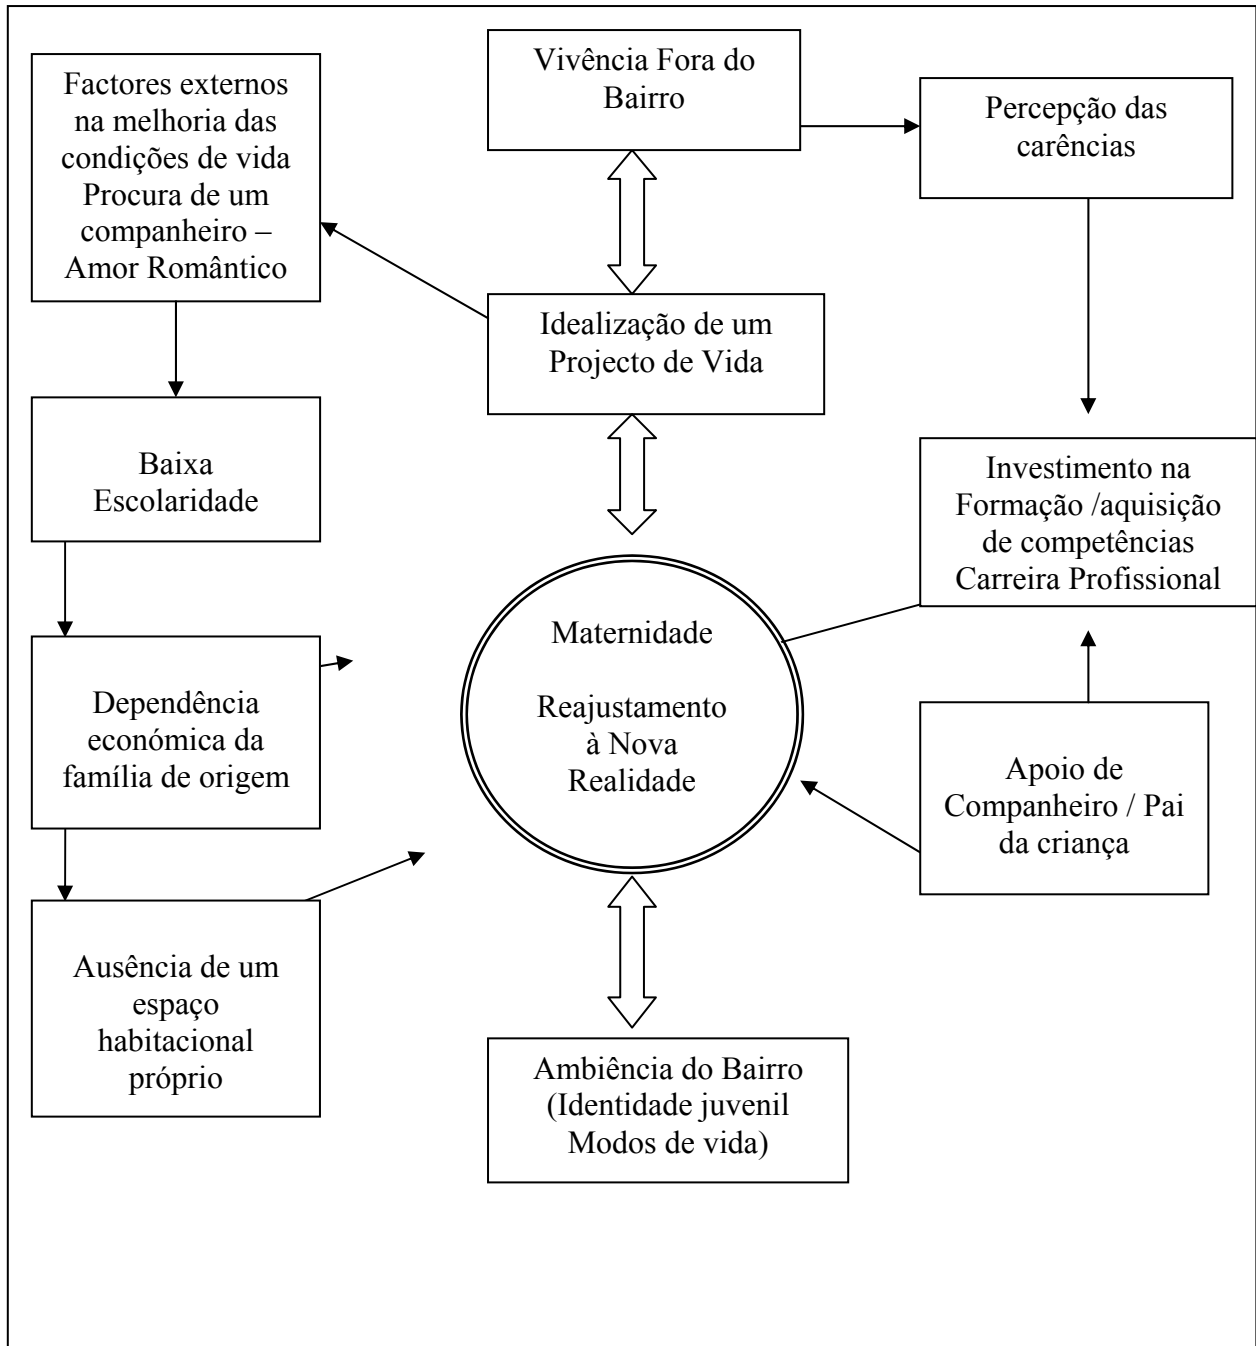 Factores externos
na melhoria das
condições de vida
Procura de um
companheiro –
Amor Romântico
Vivência Fora do
Bairro
Percepção das
carências
Idealização de um
Projecto de Vida
Baixa
Escolaridade
Investimento na
Formação /aquisição
de competências
Carreira Profissional
Maternidade
Reajustamento
à Nova
Realidade
Dependência
económica da
família de origem
Apoio de
Companheiro / Pai
da criança
Ausência de um
espaço
habitacional
próprio
Ambiência do Bairro
(Identidade juvenil
Modos de vida)